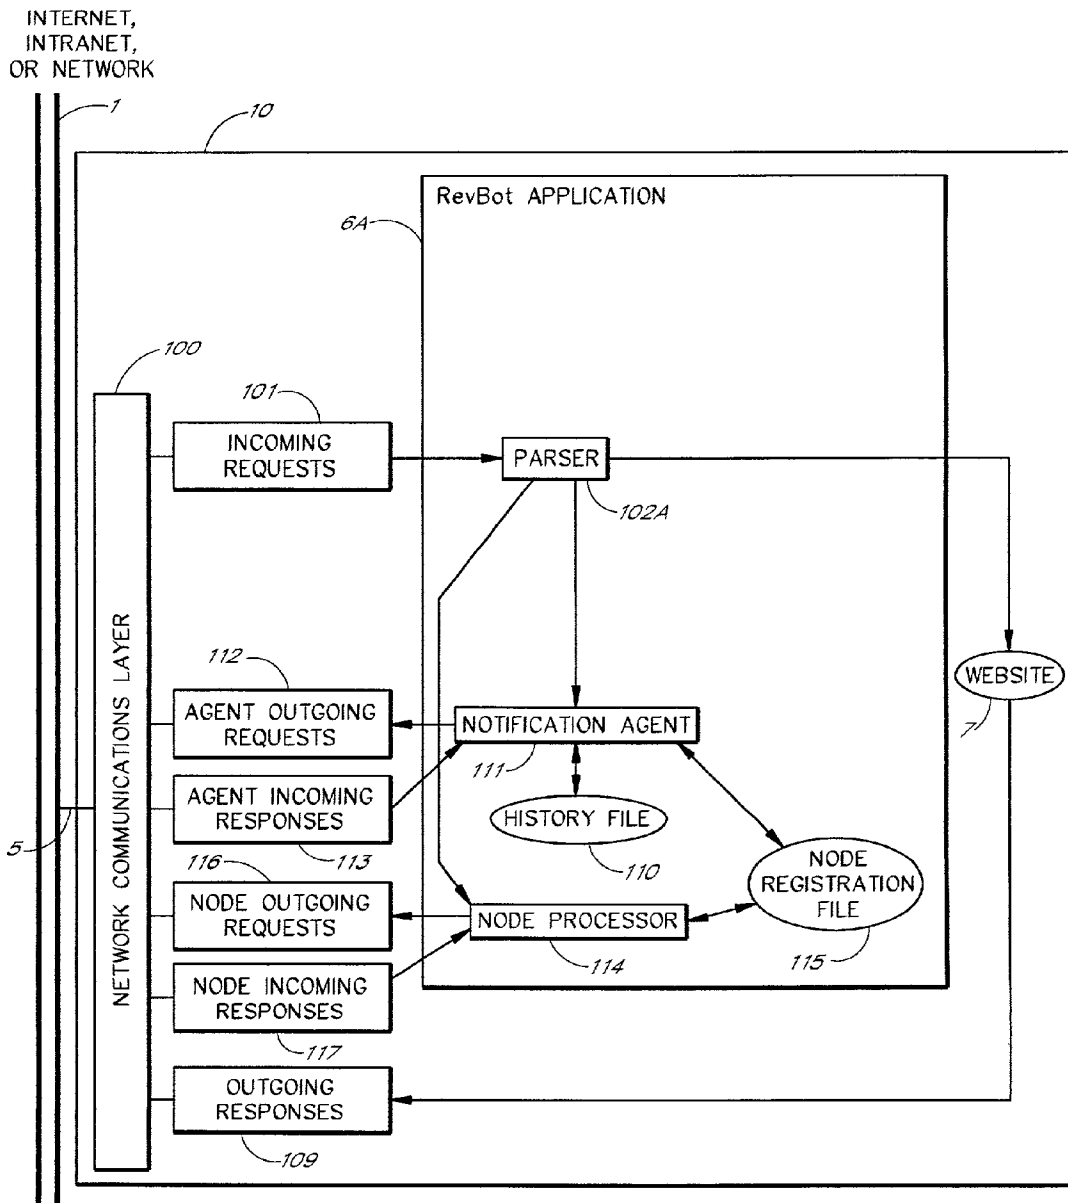 INTERNET,
INTRANET,
OR NETWORK
1
10
RevBot APPLICATION
6A
100
101
INCOMING
REQUESTS
PARSER
102A
NETWORK COMMUNICATIONS LAYER
112
AGENT OUTGOING
REQUESTS
NOTIFICATION AGENT
111
WEBSITE
7
AGENT INCOMING
RESPONSES
113
HISTORY FILE
110
5
116
NODE OUTGOING
REQUESTS
NODE PROCESSOR
114
NODE
REGISTRATION
FILE
115
NODE INCOMING
RESPONSES
117
OUTGOING
RESPONSES
109